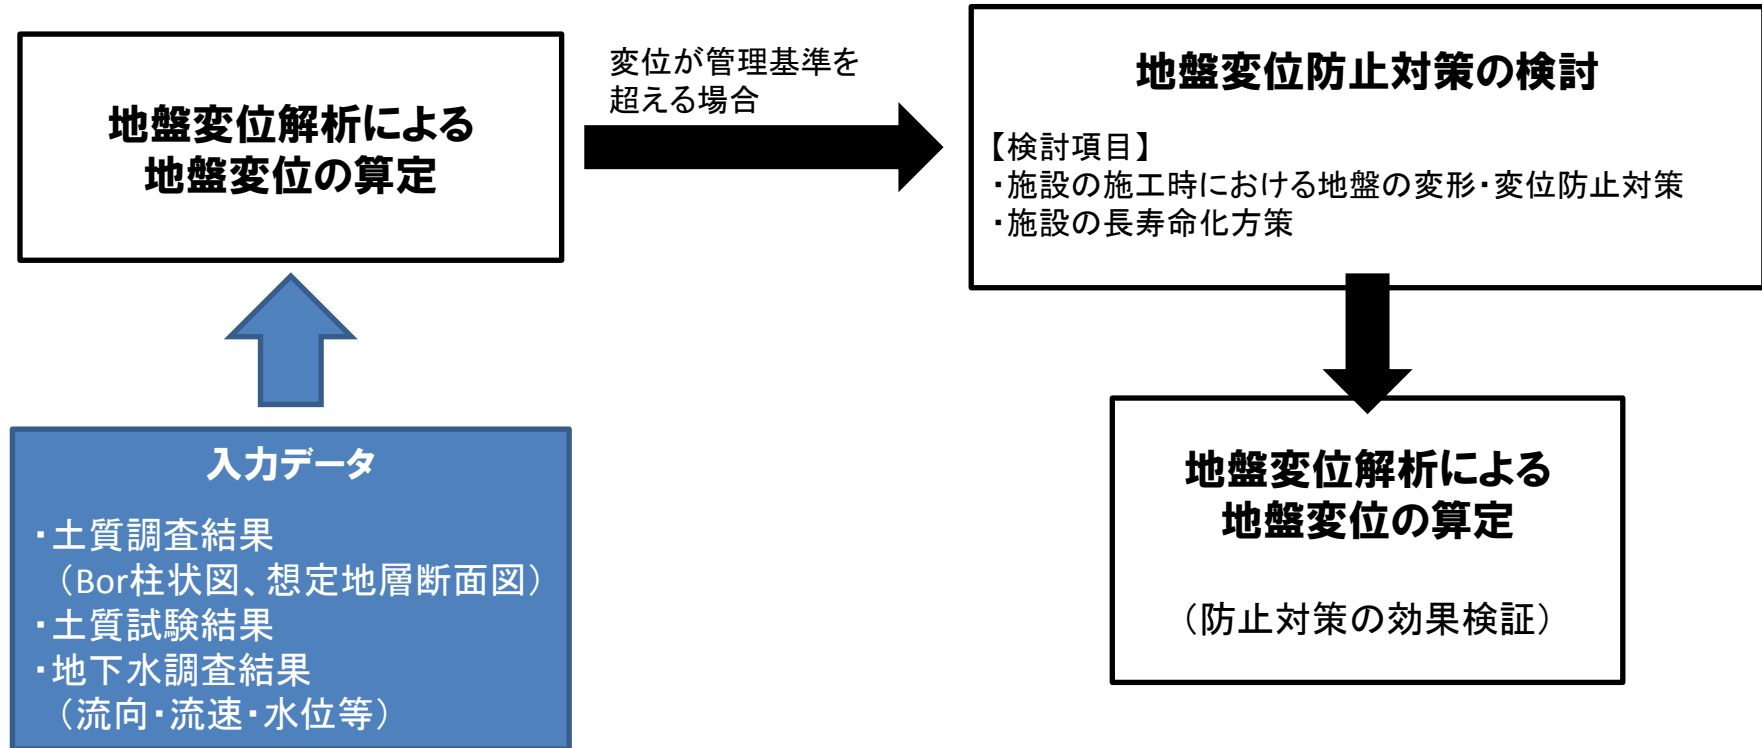 地盤変位解析による
地盤変位の算定
変位が管理基準を
超える場合
地盤変位防止対策の検討
【検討項目】
・施設の施工時における地盤の変形・変位防止対策
・施設の長寿命化方策
入力データ
・土質調査結果
（Bor柱状図、想定地層断面図）
・土質試験結果
・地下水調査結果
（流向・流速・水位等）
地盤変位解析による
地盤変位の算定
（防止対策の効果検証）